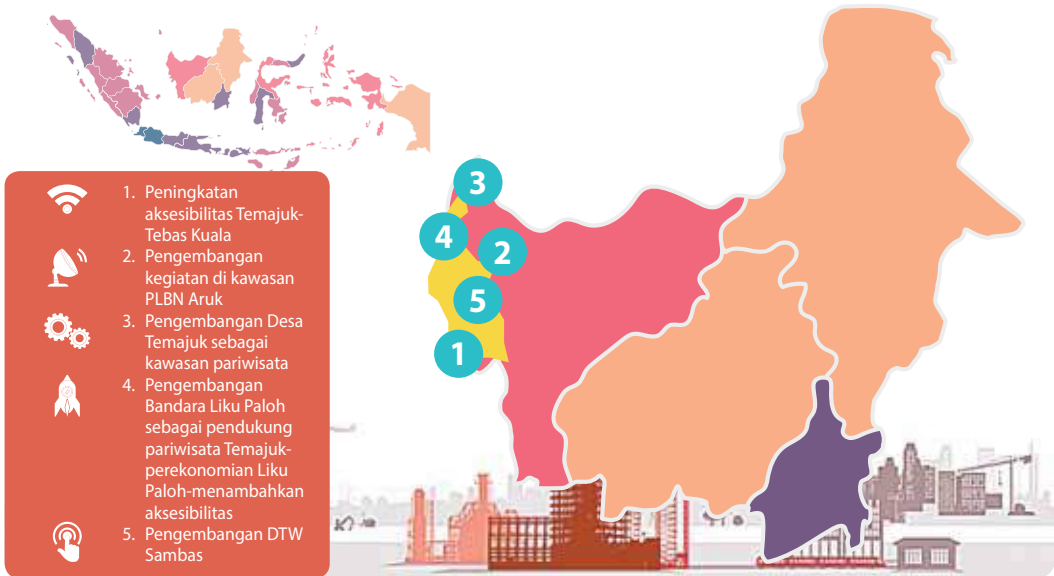 1. Peningkatan
aksesibilitas Temajuk-
Tebas Kuala
2. Pengembangan
kegiatan di kawasan
PLBN Aruk
3. Pengembangan Desa
Temajuk sebagai
kawasan pariwisata
4. Pengembangan
Bandara Liku Paloh
sebagai pendukung
pariwisata Temajuk-
perekonomian Liku
Paloh-menambahkan
aksesibilitas
5. Pengembangan DTW
Sambas
3
4
2
5
1